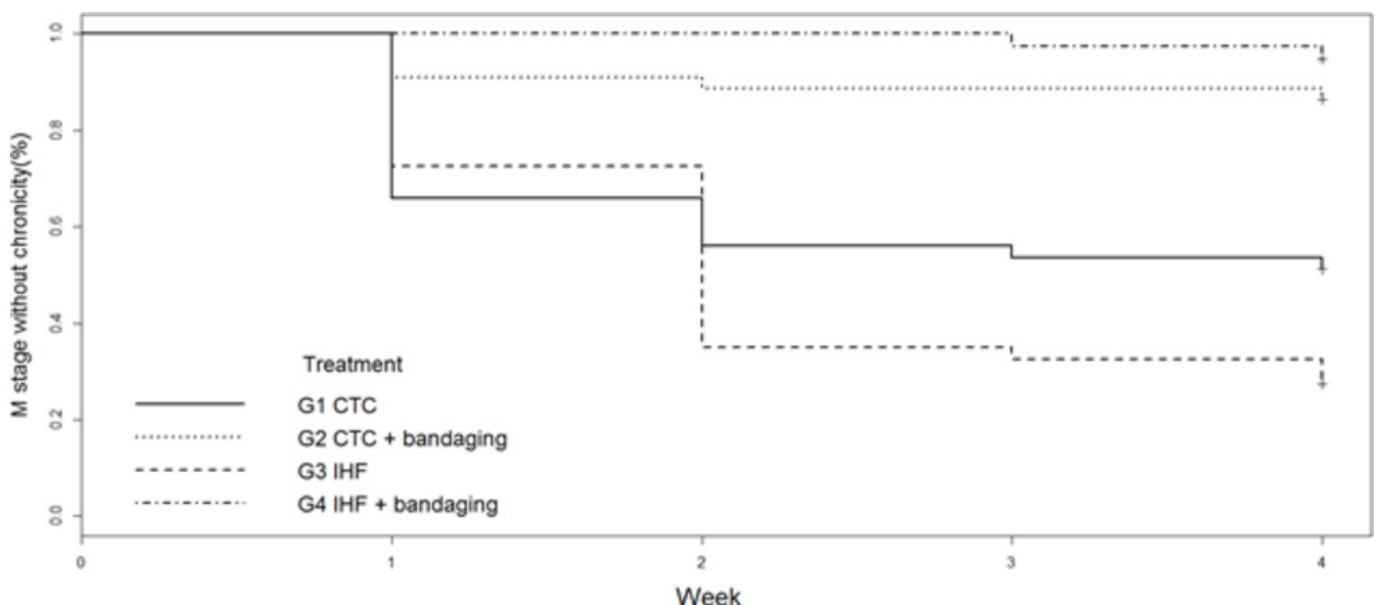 M stage without chronicity(%)
1.0
0.8
0.6
0.4
0.2
0.0
Treatment
G1 CTC
G2 CTC + bandaging
G3 IHF
G4 IHF + bandaging
0 1 2 3 4
Week